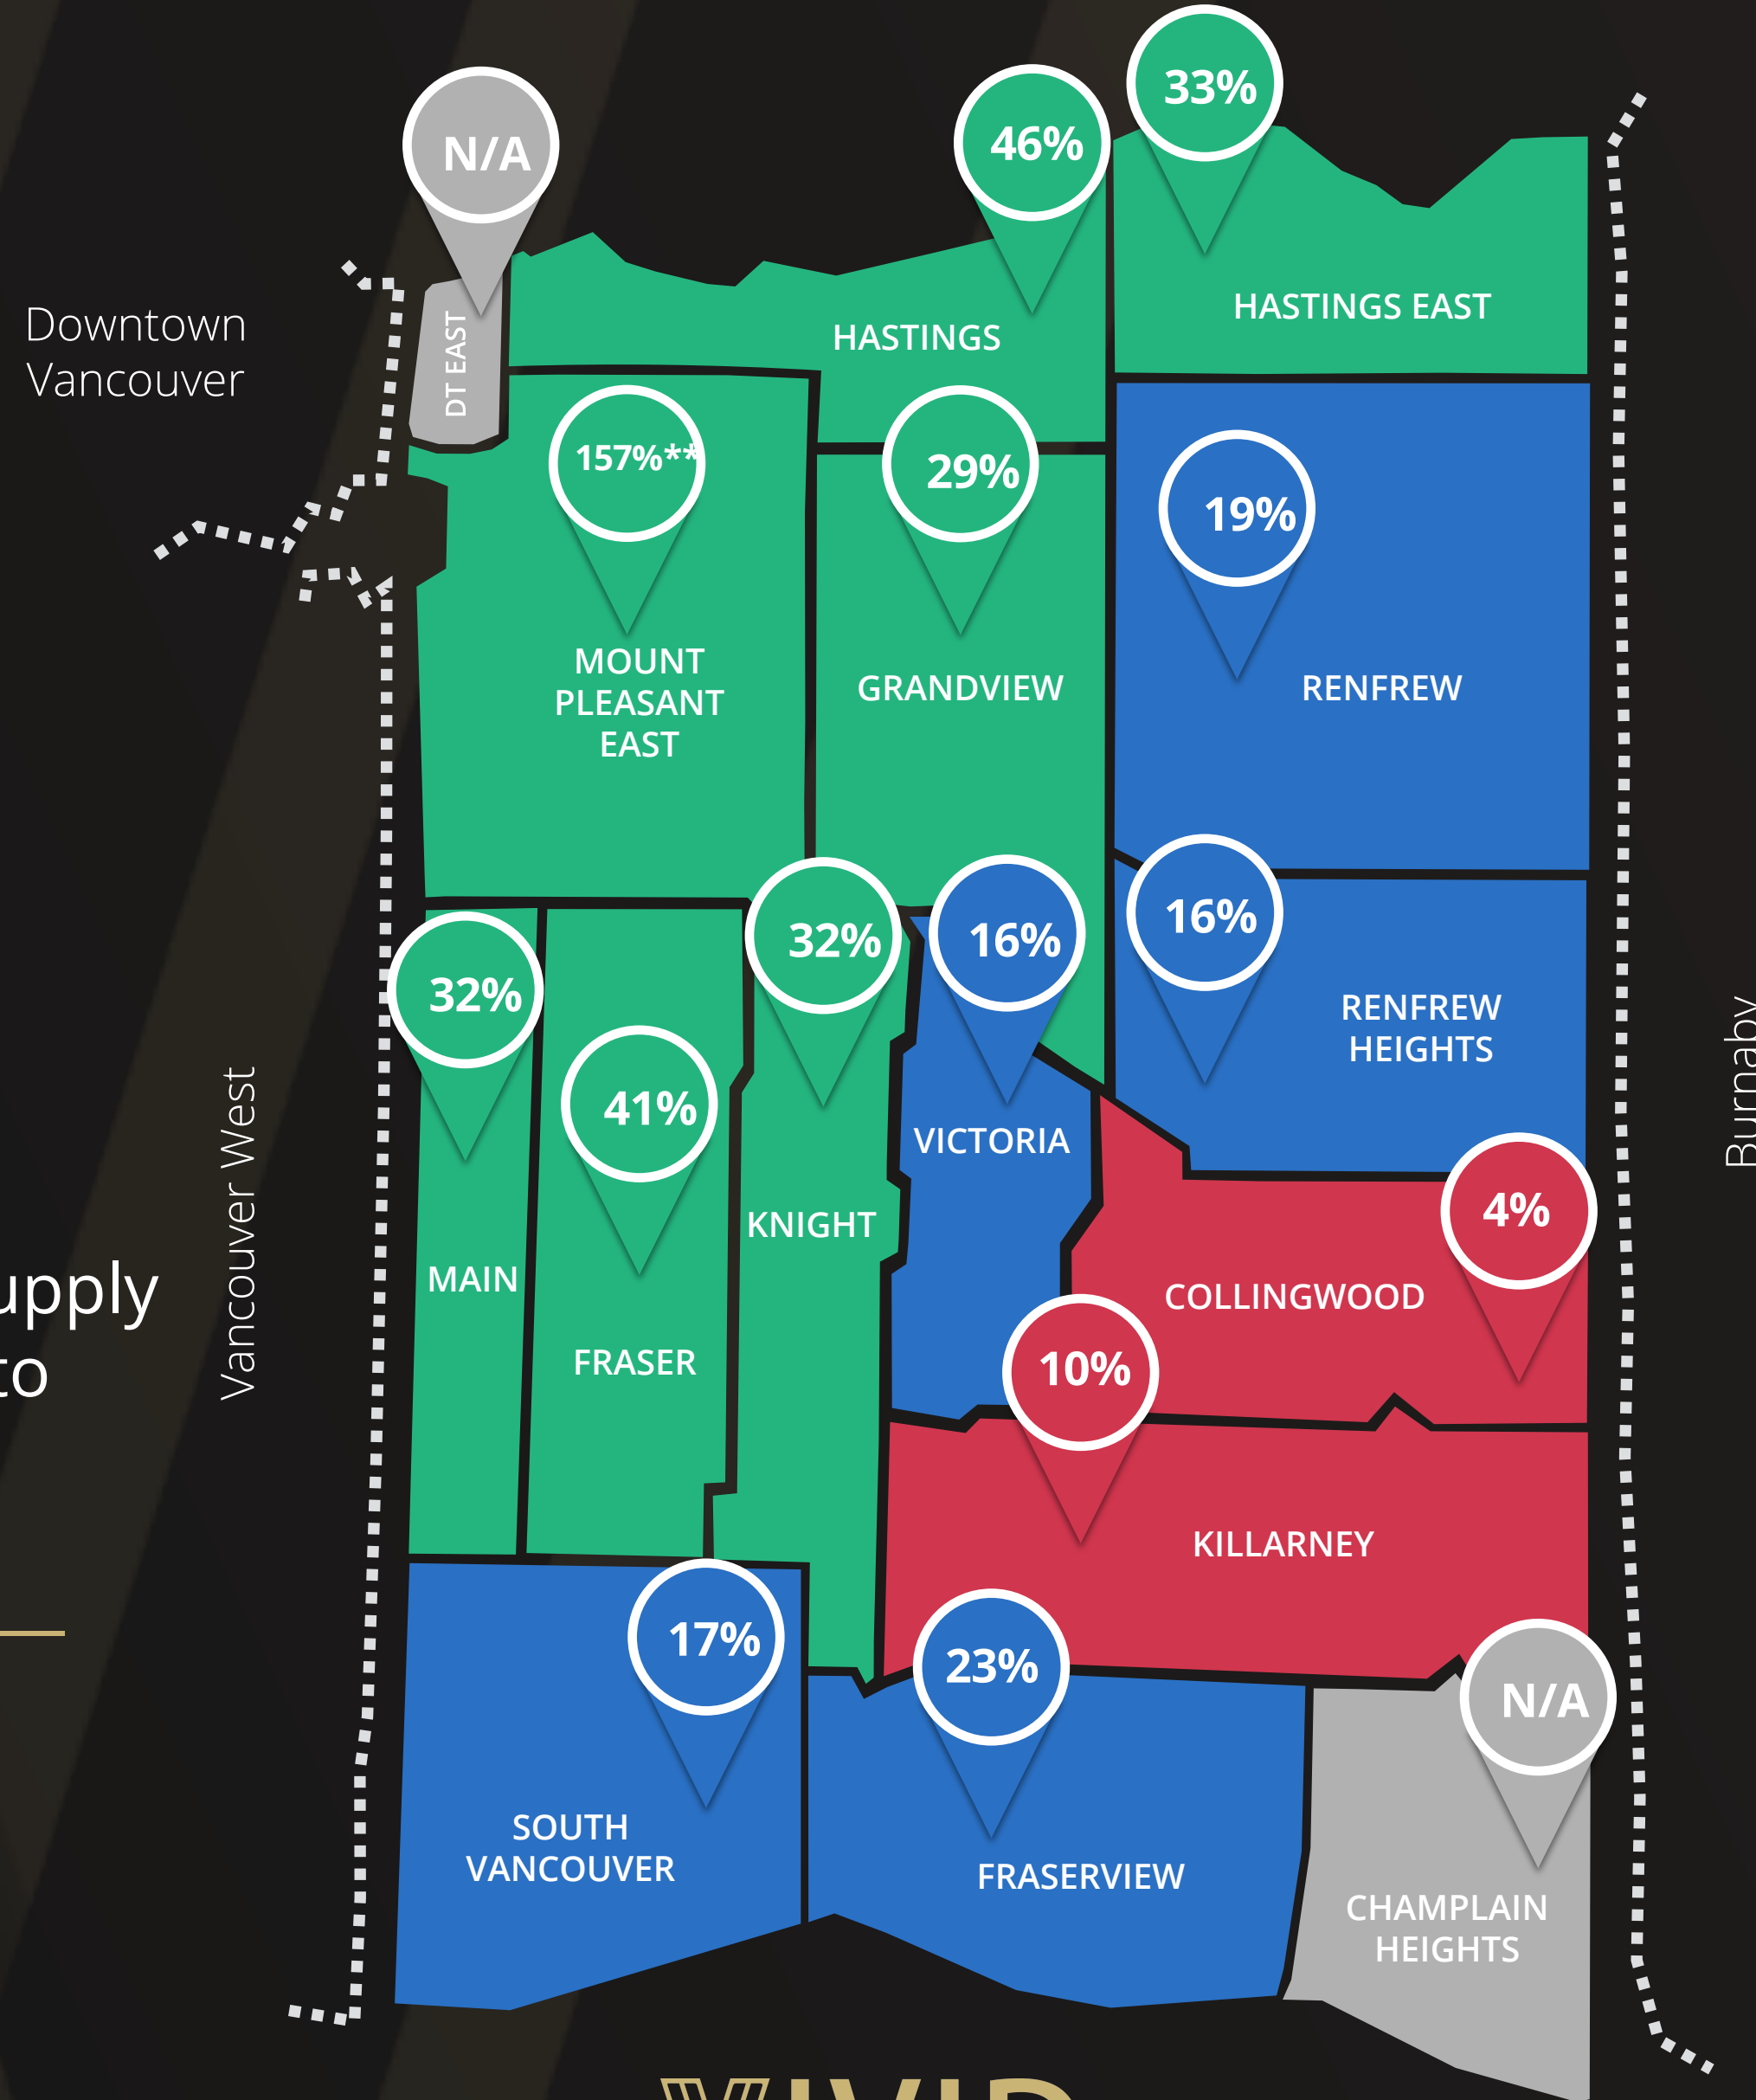 33%
46%
N/A
HASTINGS EAST
Downtown
Vancouver
DT EAST
HASTINGS
157%**
29%
19%
MOUNT
PLEASANT
EAST
GRANDVIEW
RENFREW
32%
32%
16%
16%
RENFREW
HEIGHTS
41%
Vancouver West
Burnaby
VICTORIA
KNIGHT
4%
MAIN
COLLINGWOOD
upply
to
FRASER
10%
KILLARNEY
17%
23%
N/A
SOUTH
VANCOUVER
FRASERVIEW
CHAMPLAIN
HEIGHTS